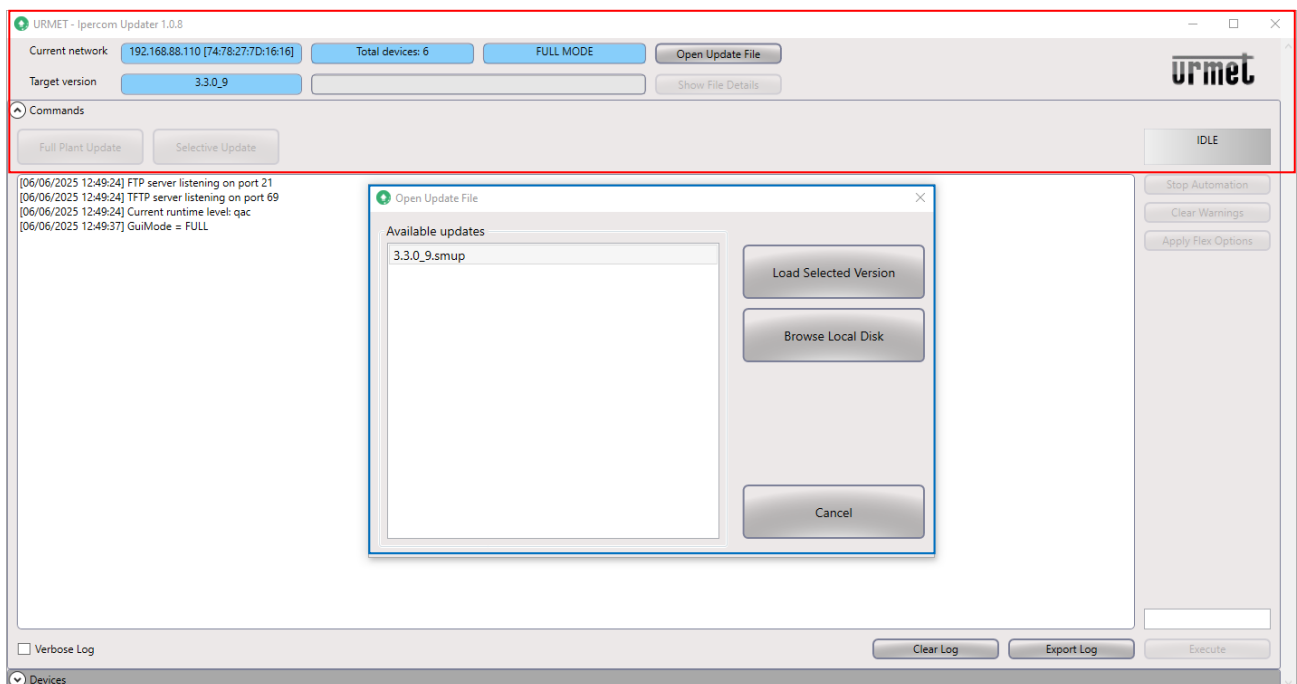 URMET - Ipercom Updater 1.0.8
Current network 192.168.88.110 [74:78:27:7D:16:16] Total devices: 6 FULL MODE Open Update File
urmet
Target version 3.3.0_9 Show File Details
Commands
Full Plant Update Selective Update IDLE
[06/06/2025 12:49:24] FTP server listening on port 21
[06/06/2025 12:49:24] TFTP server listening on port 69
[06/06/2025 12:49:24] Current runtime level: qac
[06/06/2025 12:49:37] GuiMode = FULL
Stop Automation
Clear Warnings
Apply Flex Options
Open Update File
Available updates
3.3.0_9.smup
Load Selected Version
Browse Local Disk
Cancel
Verbose Log Clear Log Export Log Execute
Devices